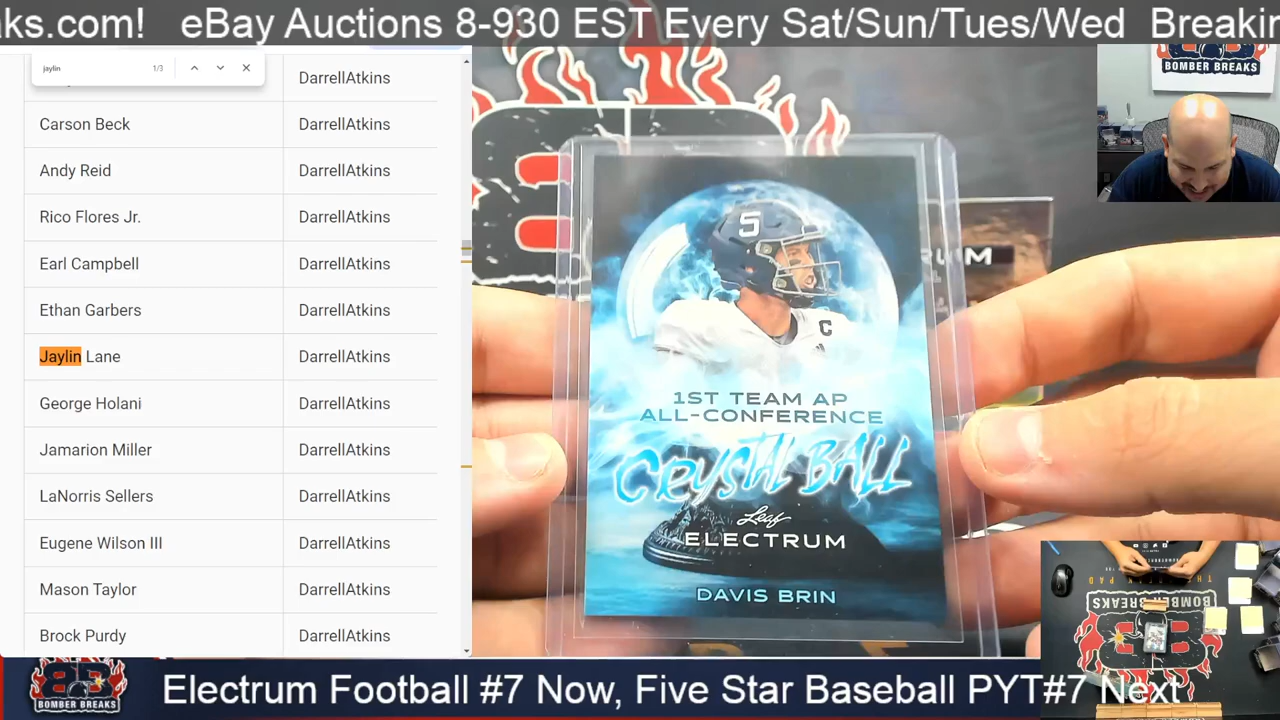 ks.com!   eBay Auctions 8-930 EST Every Sat/Sun/Tues/Wed  Breakin
jaylin 1/3
DarrellAtkins
Carson Beck DarrellAtkins
Andy Reid DarrellAtkins
Rico Flores Jr. DarrellAtkins
Earl Campbell DarrellAtkins
Ethan Garbers DarrellAtkins
Jaylin Lane DarrellAtkins
George Holani DarrellAtkins
Jamarion Miller DarrellAtkins
LaNorris Sellers DarrellAtkins
Eugene Wilson III DarrellAtkins
Mason Taylor DarrellAtkins
Brock Purdy DarrellAtkins
BOMBER BREAKS
S
C
1ST TEAM AP
ALL-CONFERENCE
CRYSTAL BALL
Leaf
ELECTRUM
DAVIS BRIN
BOMBER BREAKS
BOMBER BREAKS
Electrum Football #7 Now, Five Star Baseball PYT#7 Next